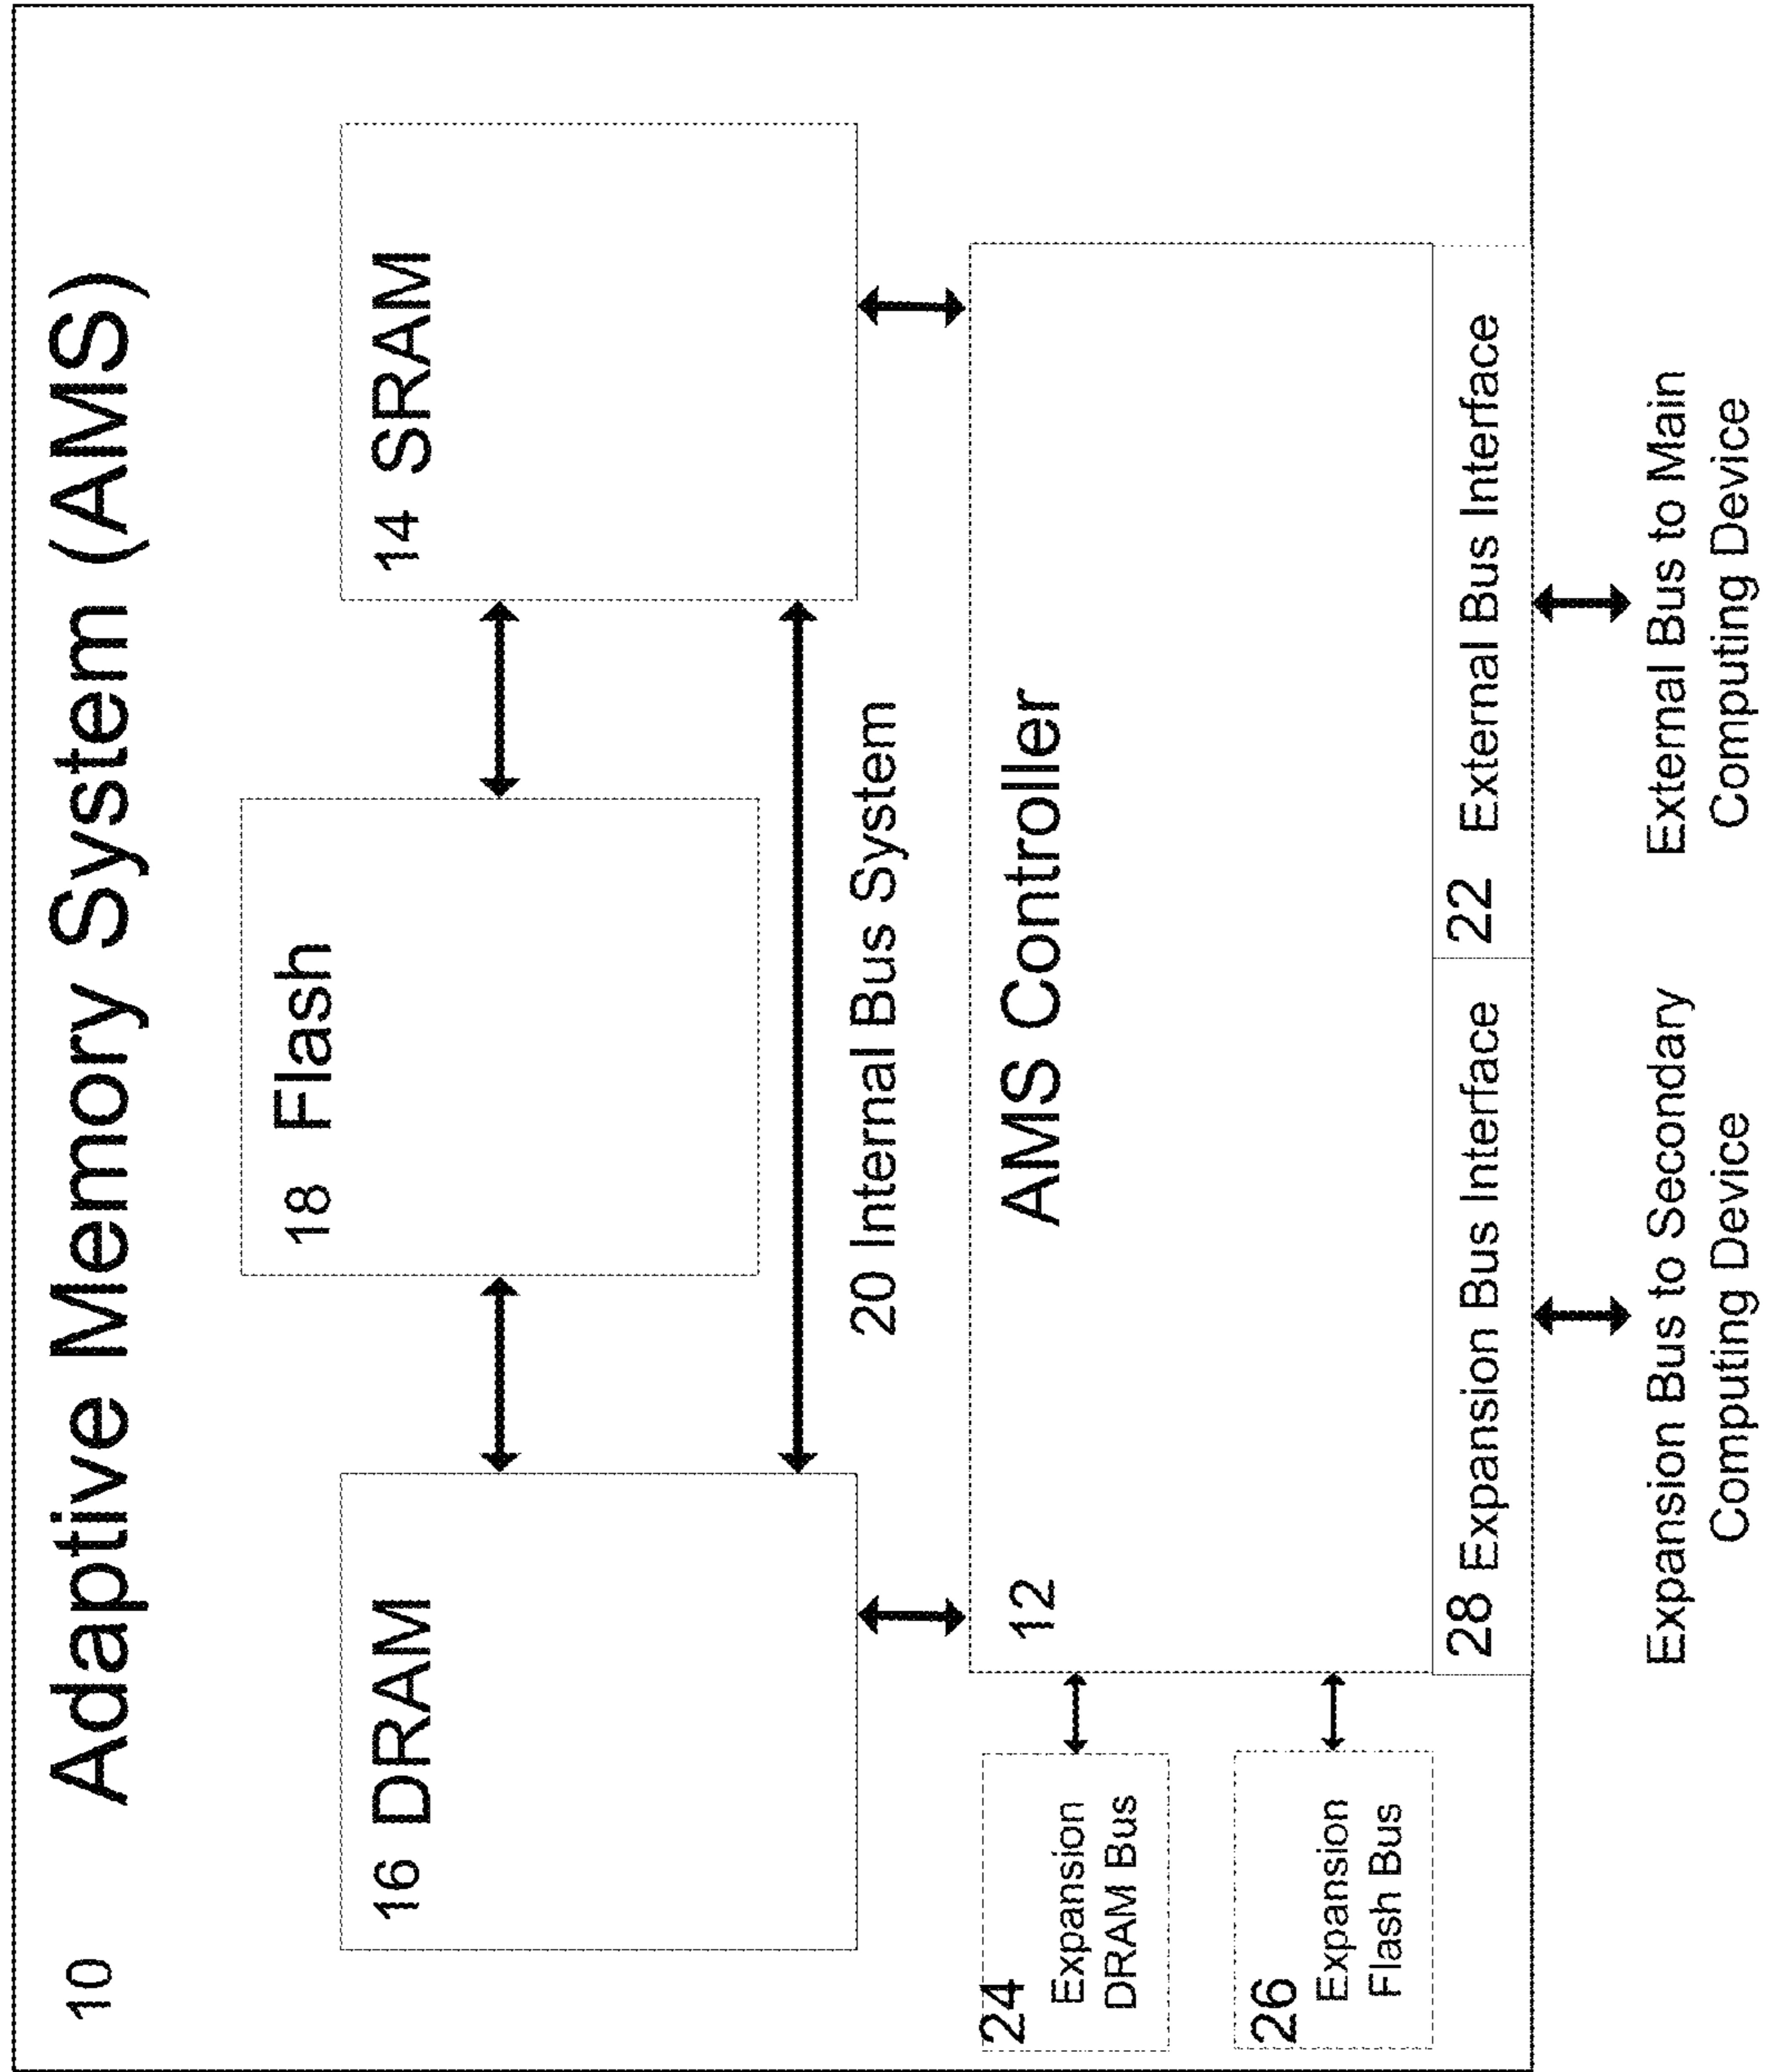 10 Adaptive Memory System (AMS)
18 Flash
16 DRAM
14 SRAM
20 Internal Bus System
12 AMS Controller
24
Expansion
DRAM Bus
26
Expansion
Flash Bus
28 Expansion Bus Interface
22 External Bus Interface
Expansion Bus to Secondary
Computing Device
External Bus to Main
Computing Device